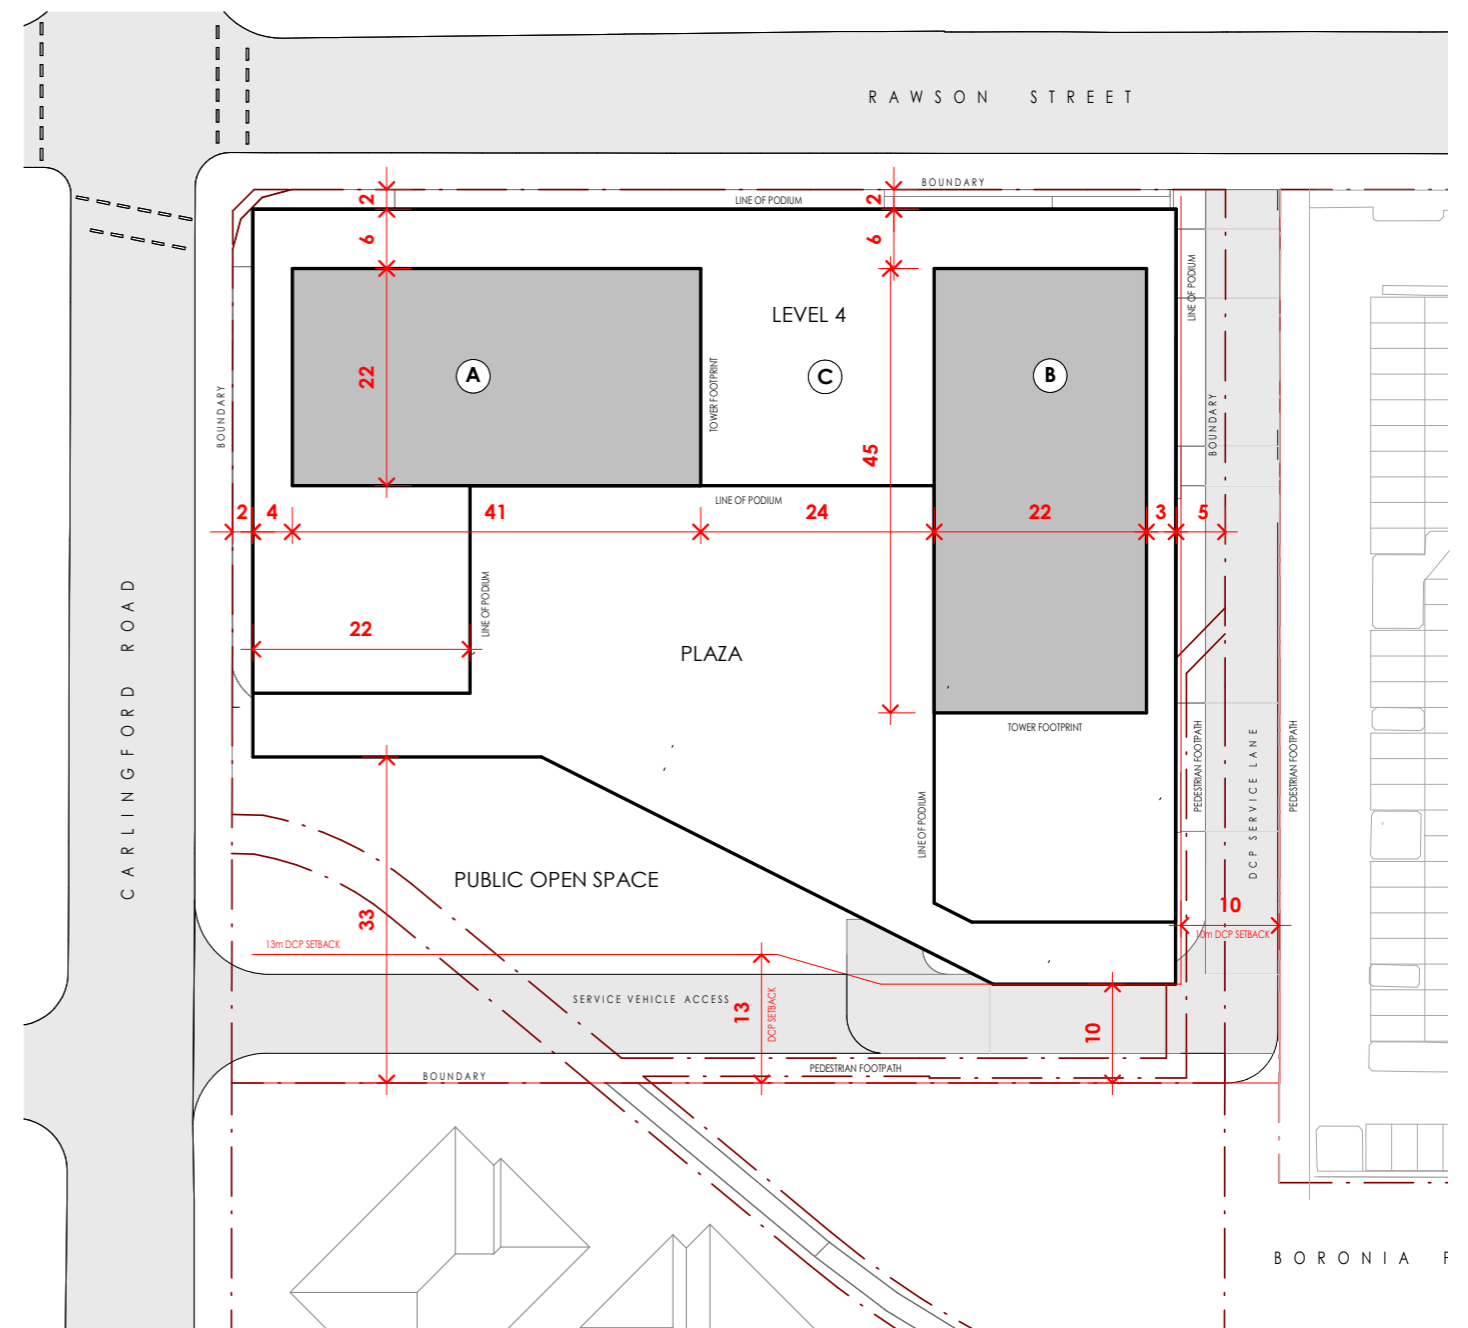 RAWSON STREET
BOUNDARY
2
2
LINE OF PODIUM
6
6
LINE OF PODIUM
LEVEL 4
A
C
B
22
TOWER FOOTPRINT
BOUNDARY
BOUNDARY
45
LINE OF PODIUM
2
4
41
24
22
3
5
LINE OF PODIUM
CARLINGFORD ROAD
22
PLAZA
TOWER FOOTPRINT
PEDESTRIAN FOOTPATH
DCP SERVICE LANE
PEDESTRIAN FOOTPATH
LINE OF PODIUM
PUBLIC OPEN SPACE
33
10
10m DCP SETBACK
13m DCP SETBACK
SERVICE VEHICLE ACCESS
13
DCP SETBACK
10
PEDESTRIAN FOOTPATH
BOUNDARY
BORONIA